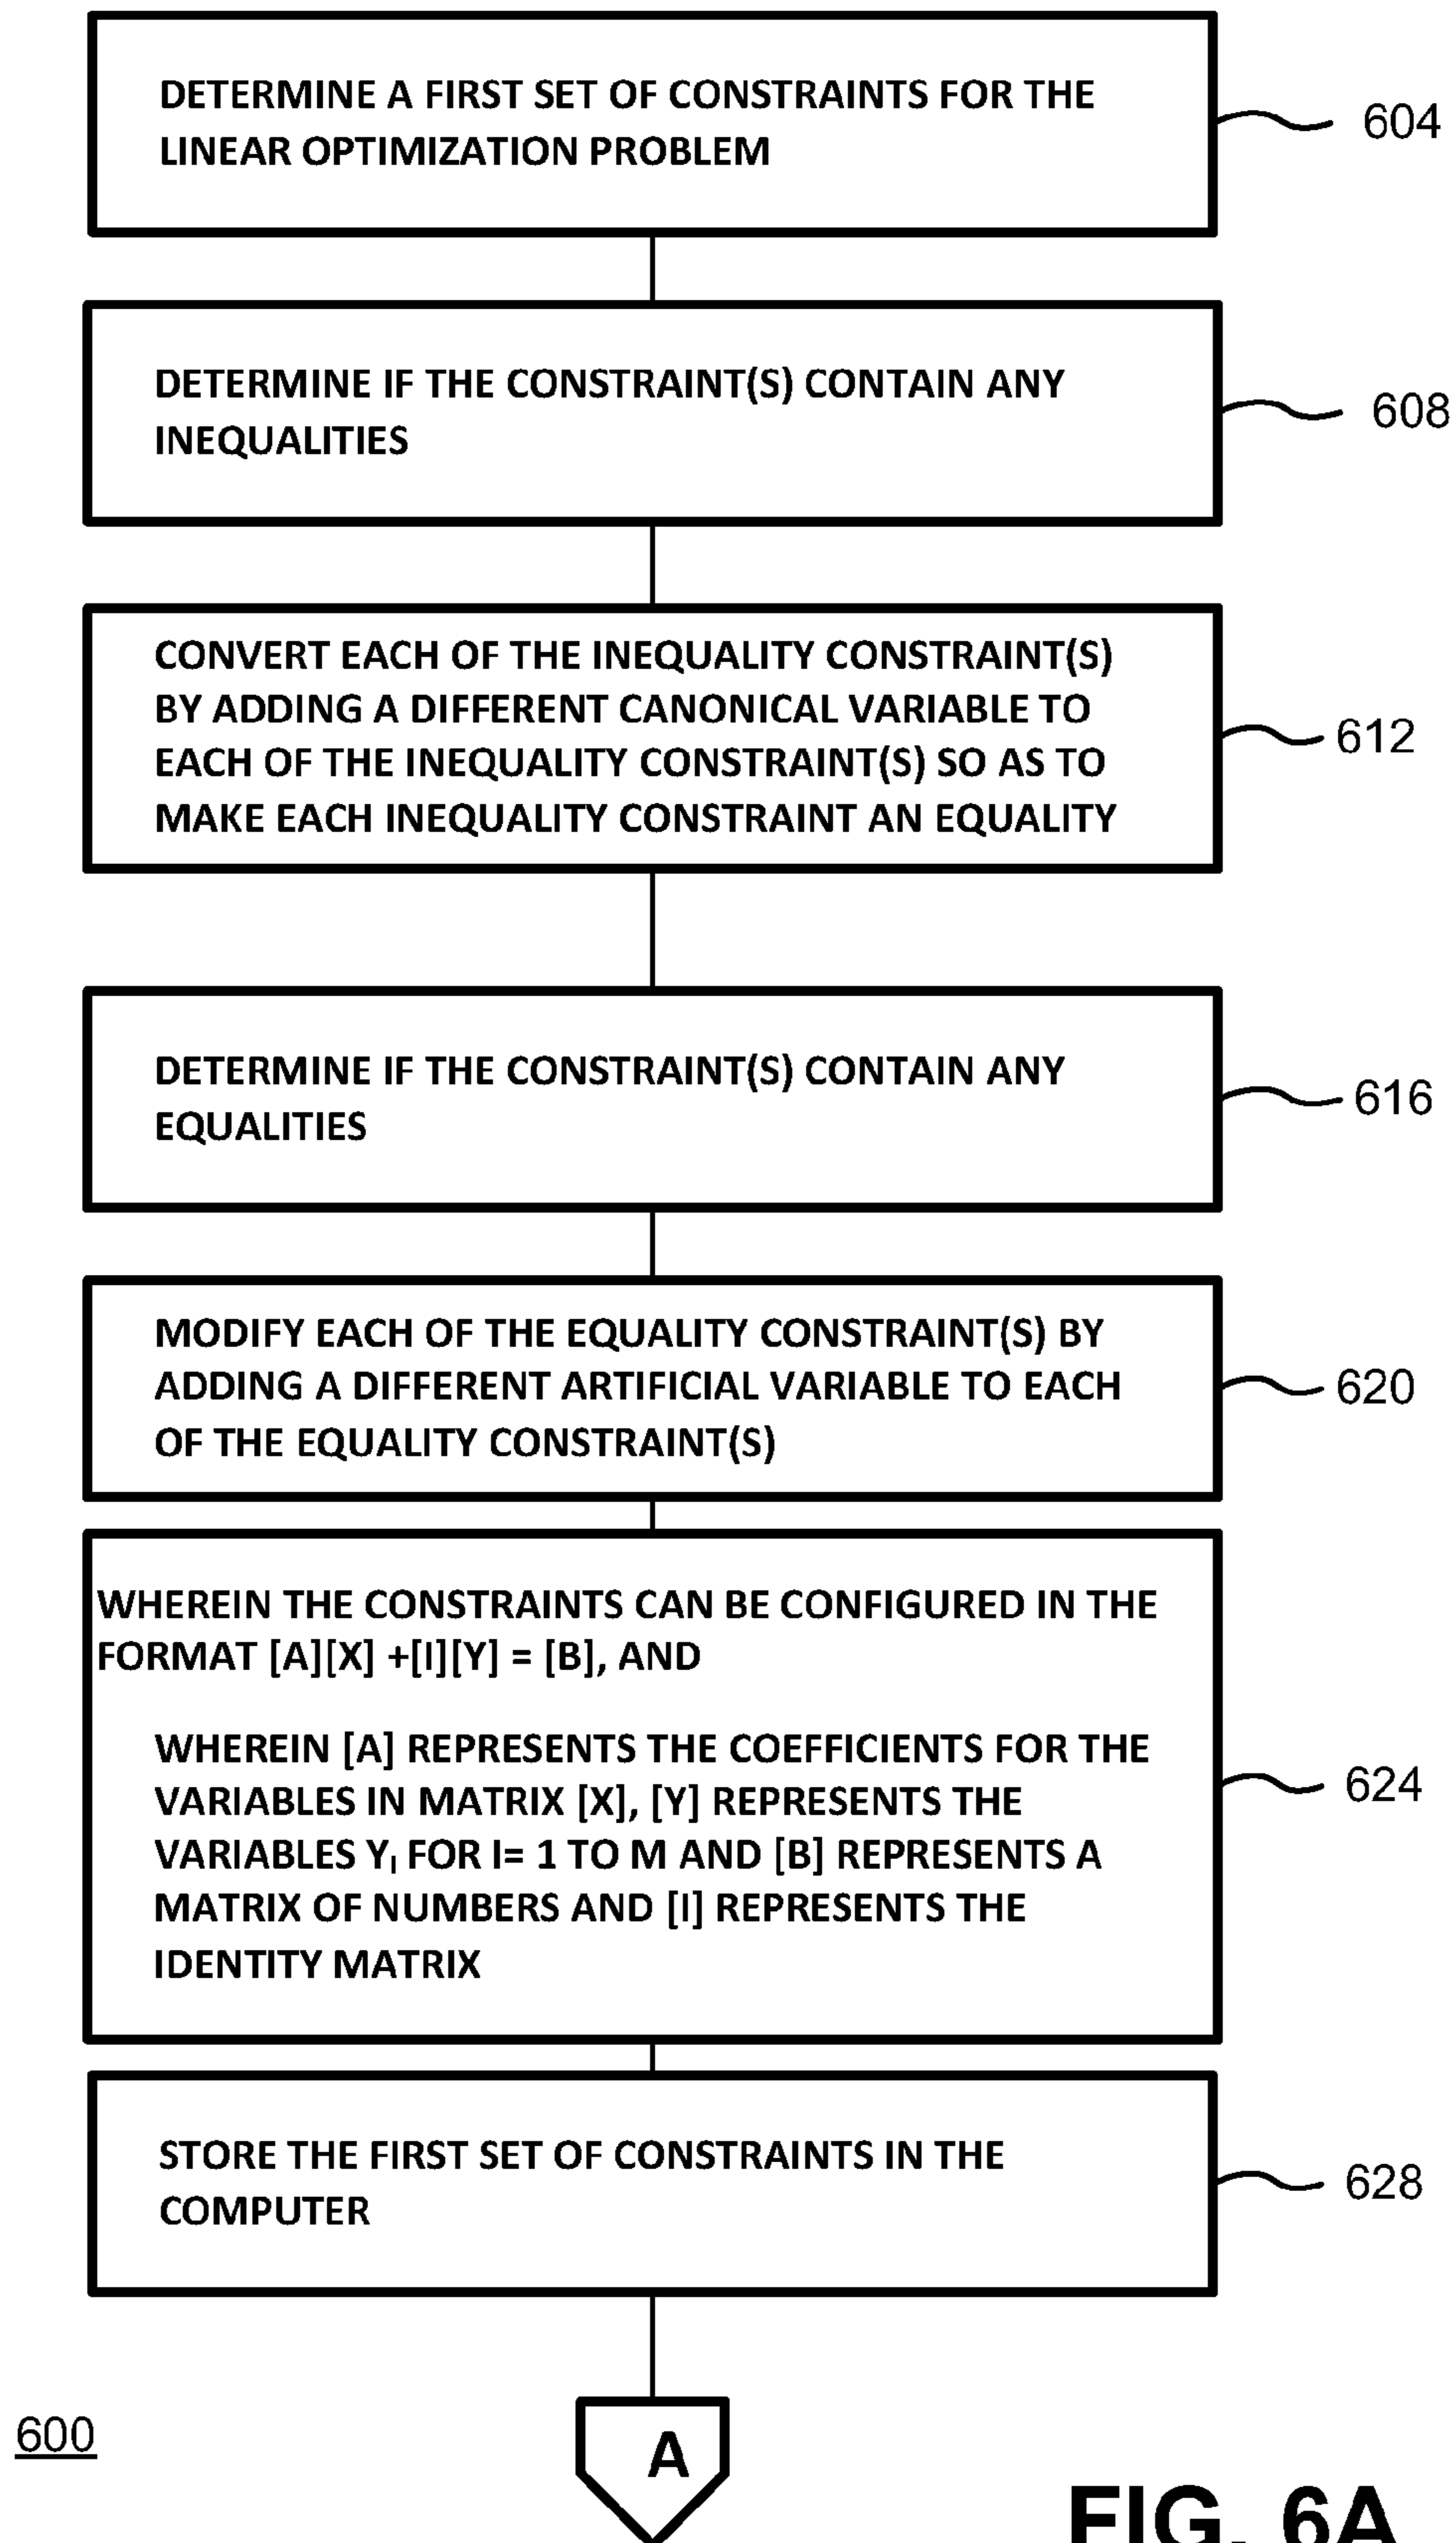 DETERMINE A FIRST SET OF CONSTRAINTS FOR THE
LINEAR OPTIMIZATION PROBLEM
604
DETERMINE IF THE CONSTRAINT(S) CONTAIN ANY
INEQUALITIES
608
CONVERT EACH OF THE INEQUALITY CONSTRAINT(S)
BY ADDING A DIFFERENT CANONICAL VARIABLE TO
EACH OF THE INEQUALITY CONSTRAINT(S) SO AS TO
MAKE EACH INEQUALITY CONSTRAINT AN EQUALITY
612
DETERMINE IF THE CONSTRAINT(S) CONTAIN ANY
EQUALITIES
616
MODIFY EACH OF THE EQUALITY CONSTRAINT(S) BY
ADDING A DIFFERENT ARTIFICIAL VARIABLE TO EACH
OF THE EQUALITY CONSTRAINT(S)
620
WHEREIN THE CONSTRAINTS CAN BE CONFIGURED IN THE
FORMAT [A][X] +[I][Y] = [B], AND
WHEREIN [A] REPRESENTS THE COEFFICIENTS FOR THE
VARIABLES IN MATRIX [X], [Y] REPRESENTS THE
VARIABLES Y_I FOR I= 1 TO M AND [B] REPRESENTS A
MATRIX OF NUMBERS AND [I] REPRESENTS THE
IDENTITY MATRIX
624
STORE THE FIRST SET OF CONSTRAINTS IN THE
COMPUTER
628
600
A
FIG. 6A